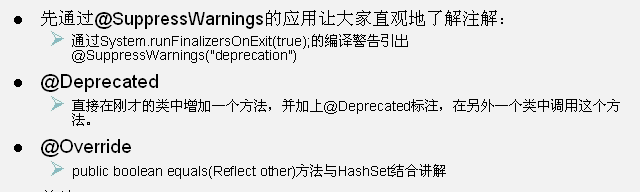 先通过@SuppressWarnings的应用让大家直观地了解注解：
通过System.runFinalizersOnExit(true);的编译警告引出
@SuppressWarnings("deprecation")
@Deprecated
直接在刚才的类中增加一个方法，并加上@Deprecated标注，在另外一个类中调用这个方
法。
@Override
public boolean equals(Reflect other)方法与HashSet结合讲解